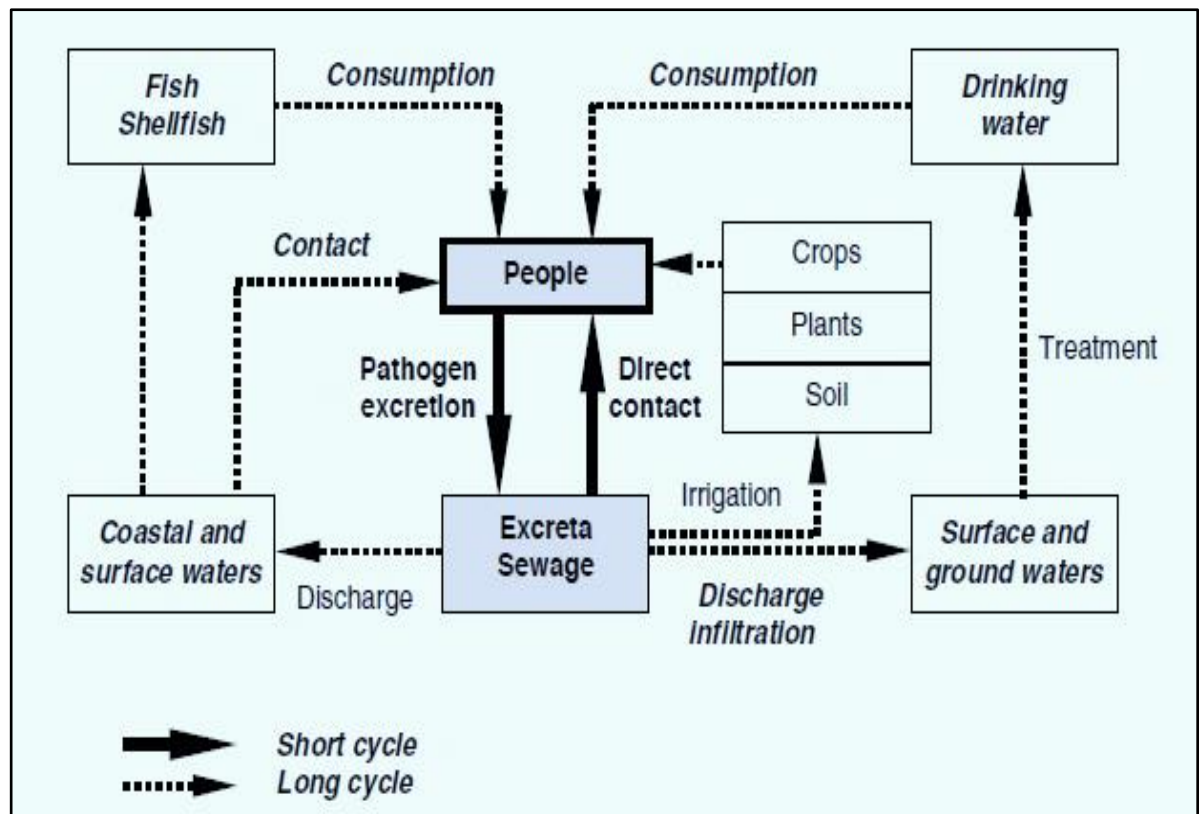 Fish
Shellfish
Consumption
Consumption
Drinking
water
Contact
People
Crops
Plants
Soil
Treatment
Pathogen
excretion
Direct
contact
Irrigation
Coastal and
surface waters
Discharge
Excreta
Sewage
Discharge
infiltration
Surface and
ground waters
Short cycle
Long cycle